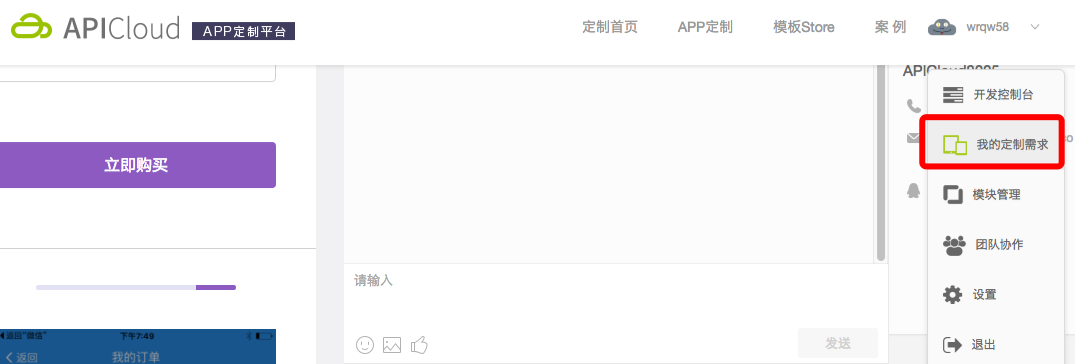 APICloud APP定制平台 定制首页 APP定制 模板Store 案 例 wrqw58
开发控制台
我的定制需求
模块管理
团队协作
设置
退出
立即购买
请输入
发送
返回"微信" 下午7:49
返回 我的订单